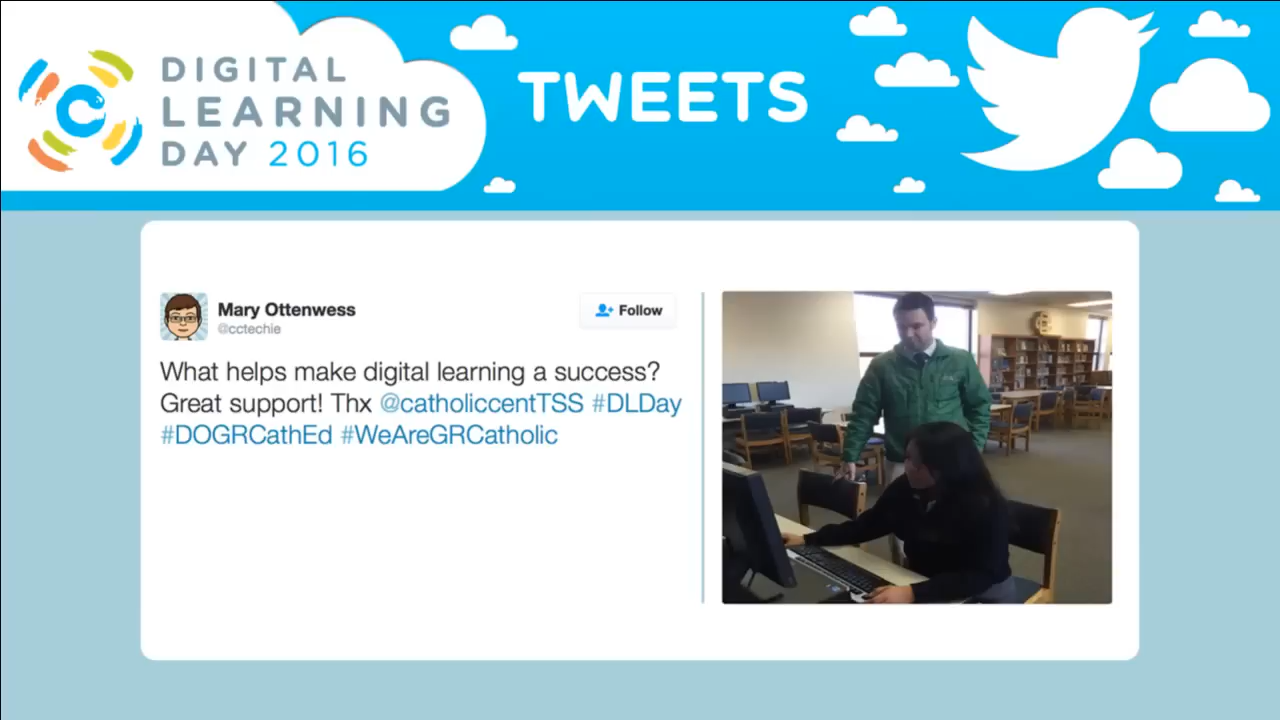 DIGITAL
LEARNING
DAY 2016
TWEETS
Mary Ottenwess
@cctechie
Follow
What helps make digital learning a success?
Great support! Thx @catholiccentTSS #DLDay
#DOGRCathEd #WeAreGRCatholic